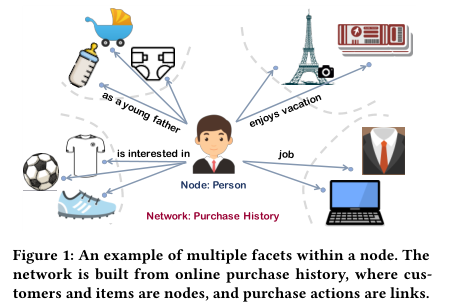 as a young father
enjoys vacation
is interested in
job
Node: Person
Network: Purchase History
Figure 1: An example of multiple facets within a node. The
network is built from online purchase history, where cus-
tomers and items are nodes, and purchase actions are links.